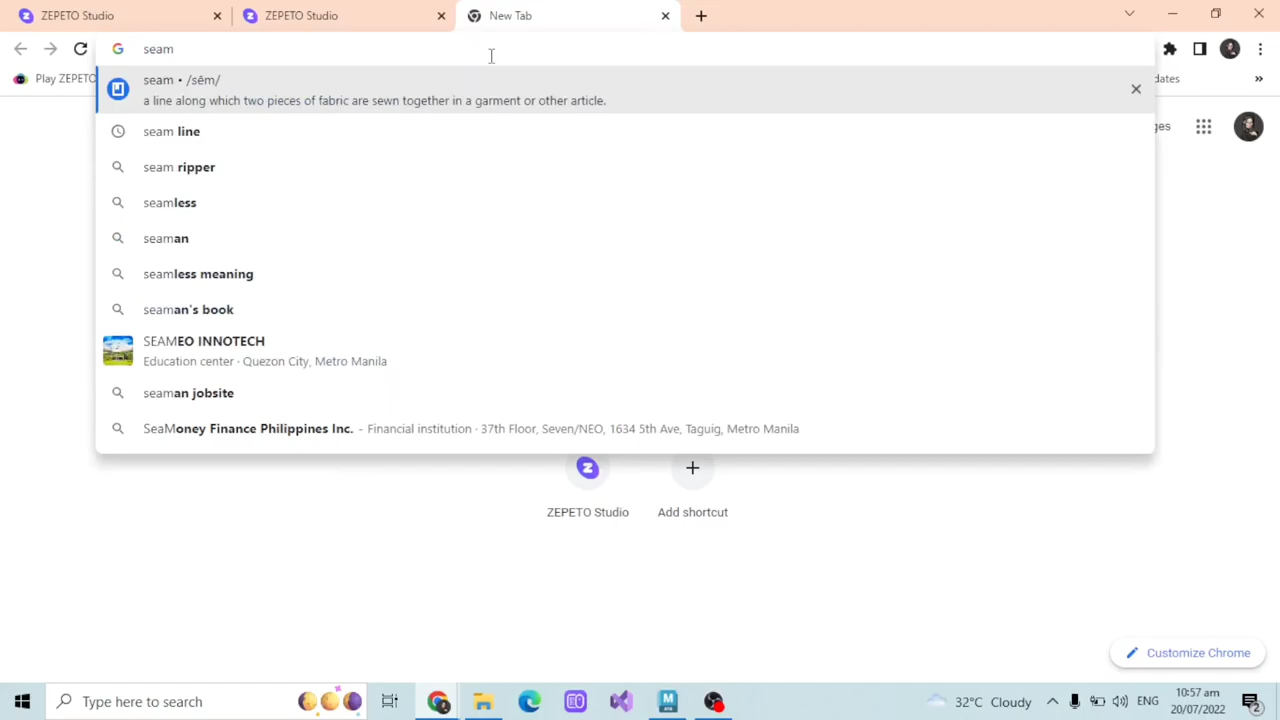 ZEPETO Studio
ZEPETO Studio
New Tab
seam
Play ZEPETO
dates
seam • /sēm/
a line along which two pieces of fabric are sewn together in a garment or other article.
ges
seam line
seam ripper
seamless
seaman
seamless meaning
seaman's book
SEAMEO INNOTECH
Education center · Quezon City, Metro Manila
seaman jobsite
SeaMoney Finance Philippines Inc. - Financial institution · 37th Floor, Seven/NEO, 1634 5th Ave, Taguig, Metro Manila
ZEPETO Studio
Add shortcut
Customize Chrome
Type here to search
32°C Cloudy
ENG
10:57 am
20/07/2022
2